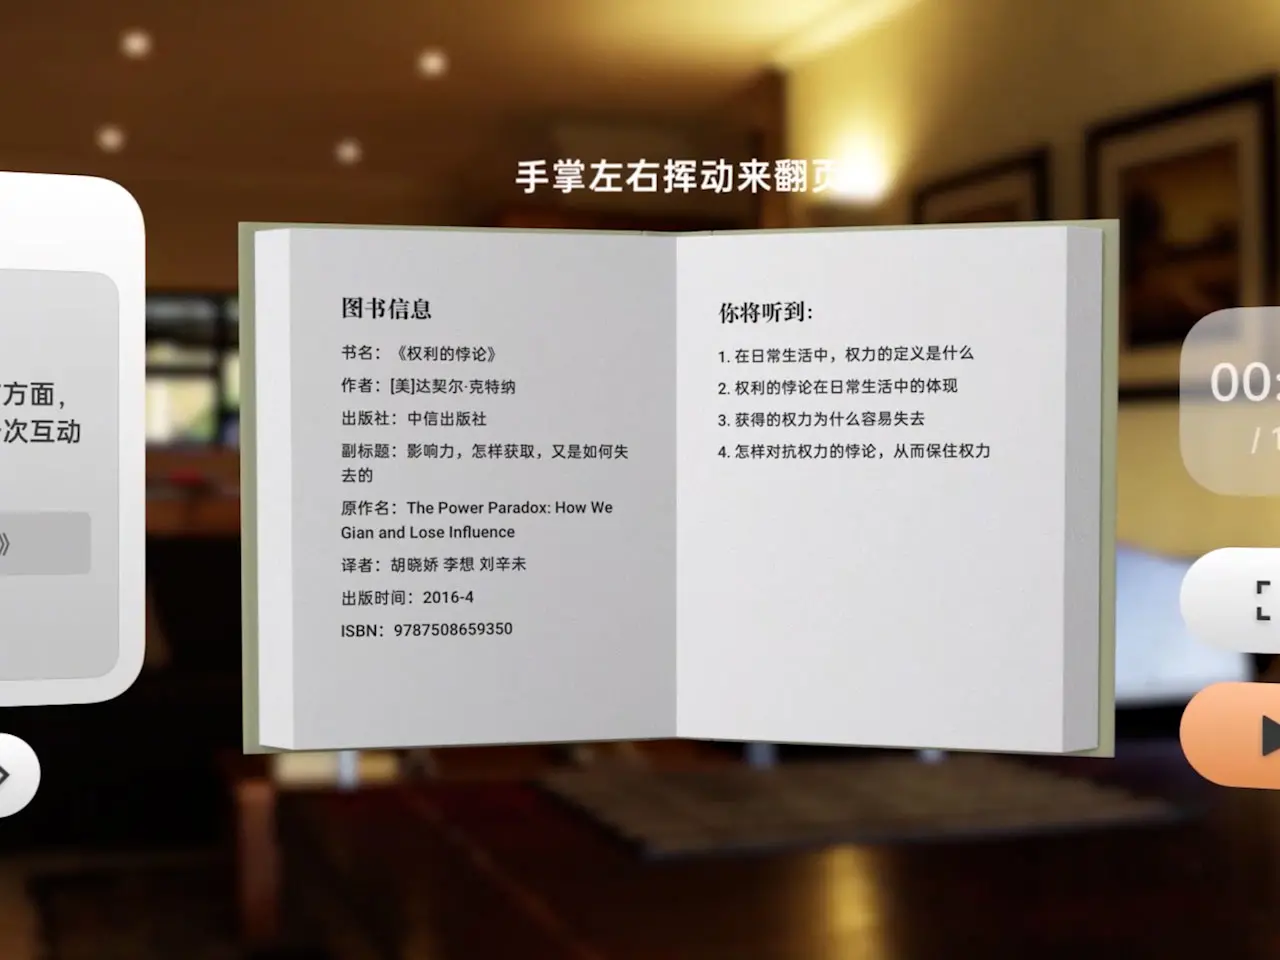 手掌左右挥动来翻页
方面，
次互动
》
图书信息
书名：《权利的悖论》
作者：[美]达契尔·克特纳
出版社：中信出版社
副标题：影响力，怎样获取，又是如何失
去的
原作名：The Power Paradox: How We
Gian and Lose Influence
译者：胡晓娇 李想 刘辛未
出版时间：2016-4
ISBN：9787508659350
你将听到：
1. 在日常生活中，权力的定义是什么
2. 权利的悖论在日常生活中的体现
3. 获得的权力为什么容易失去
4. 怎样对抗权力的悖论，从而保住权力
00:
/ 1